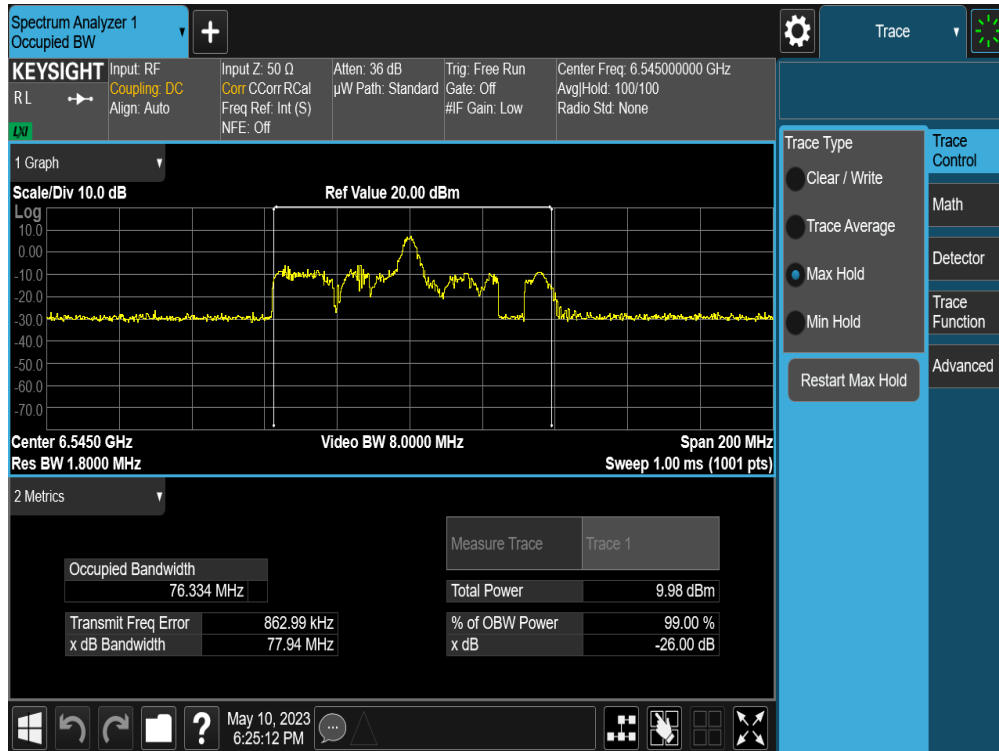 Spectrum Analyzer 1
Occupied BW
+
Trace
KEYSIGHT
RL
LXI
Input: RF
Coupling: DC
Align: Auto
Input Z: 50 Ω
Corr CCorr RCal
Freq Ref: Int (S)
NFE: Off
Atten: 36 dB
µW Path: Standard
Trig: Free Run
Gate: Off
#IF Gain: Low
Center Freq: 6.545000000 GHz
Avg|Hold: 100/100
Radio Std: None
1 Graph
Scale/Div 10.0 dB
Ref Value 20.00 dBm
Log
10.0
0.00
-10.0
-20.0
-30.0
-40.0
-50.0
-60.0
-70.0
Center 6.5450 GHz
Video BW 8.0000 MHz
Span 200 MHz
Res BW 1.8000 MHz
Sweep 1.00 ms (1001 pts)
2 Metrics
Measure Trace
Trace 1
Occupied Bandwidth
76.334 MHz
Total Power
9.98 dBm
Transmit Freq Error
862.99 kHz
% of OBW Power
99.00 %
x dB Bandwidth
77.94 MHz
x dB
-26.00 dB
Trace Type
Clear / Write
Trace Average
Max Hold
Min Hold
Restart Max Hold
Trace
Control
Math
Detector
Trace
Function
Advanced
?
May 10, 2023
6:25:12 PM